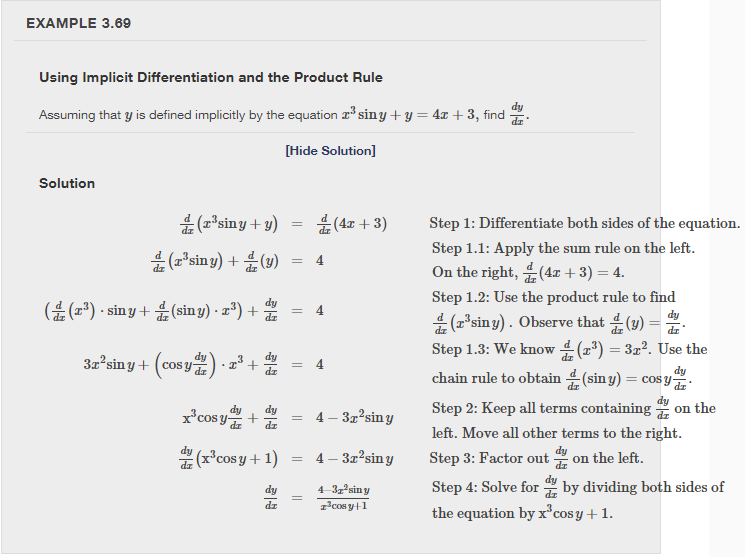 EXAMPLE 3.69
Using Implicit Differentiation and the Product Rule
Assuming that y is defined implicitly by the equation x³ sin y + y = 4x + 3, find dy/dx.
[Hide Solution]
Solution
d/dx (x³sin y + y) = d/dx (4x + 3) Step 1: Differentiate both sides of the equation.
d/dx (x³sin y) + d/dx (y) = 4 Step 1.1: Apply the sum rule on the left.
On the right, d/dx (4x + 3) = 4.
(d/dx (x³) · sin y + d/dx (sin y) · x³) + dy/dx = 4 Step 1.2: Use the product rule to find
d/dx (x³sin y). Observe that d/dx (y) = dy/dx.
3x²sin y + (cos y dy/dx) · x³ + dy/dx = 4 Step 1.3: We know d/dx (x³) = 3x². Use the
chain rule to obtain d/dx (sin y) = cos y dy/dx.
x³cos y dy/dx + dy/dx = 4 − 3x²sin y Step 2: Keep all terms containing dy/dx on the
left. Move all other terms to the right.
dy/dx (x³cos y + 1) = 4 − 3x²sin y Step 3: Factor out dy/dx on the left.
dy/dx = (4−3x²sin y)/(x³cos y+1) Step 4: Solve for dy/dx by dividing both sides of
the equation by x³cos y + 1.